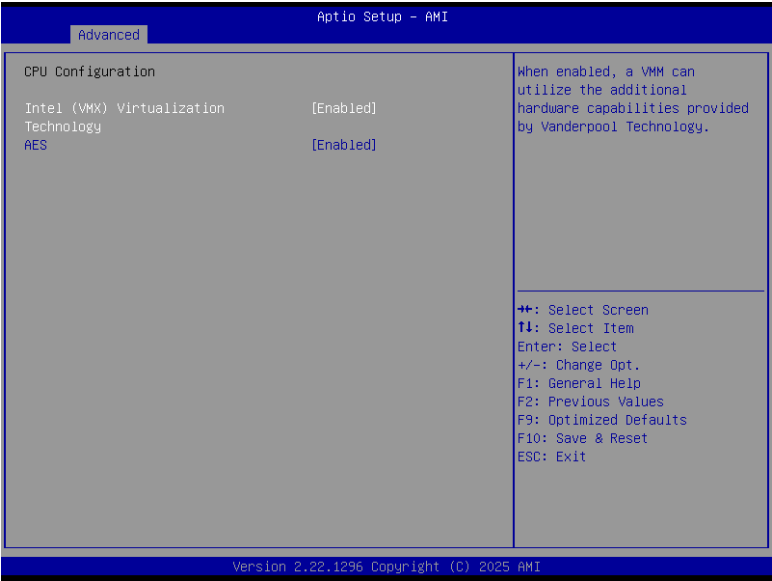 Aptio Setup – AMI
Advanced
CPU Configuration
Intel (VMX) Virtualization [Enabled]
Technology
AES [Enabled]
When enabled, a VMM can
utilize the additional
hardware capabilities provided
by Vanderpool Technology.
→←: Select Screen
↑↓: Select Item
Enter: Select
+/-: Change Opt.
F1: General Help
F2: Previous Values
F9: Optimized Defaults
F10: Save & Reset
ESC: Exit
Version 2.22.1296 Copyright (C) 2025 AMI